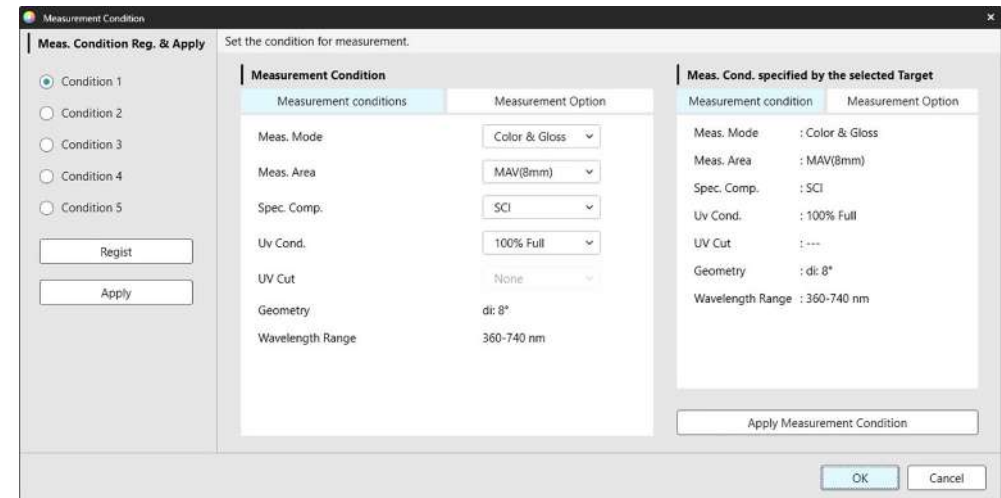 Measurement Condition
Meas. Condition Reg. & Apply
Condition 1
Condition 2
Condition 3
Condition 4
Condition 5
Regist
Apply
Set the condition for measurement.
Measurement Condition
Measurement conditions Measurement Option
Meas. Mode Color & Gloss
Meas. Area MAV(8mm)
Spec. Comp. SCI
Uv Cond. 100% Full
UV Cut None
Geometry di: 8°
Wavelength Range 360-740 nm
Meas. Cond. specified by the selected Target
Measurement condition Measurement Option
Meas. Mode : Color & Gloss
Meas. Area : MAV(8mm)
Spec. Comp. : SCI
Uv Cond. : 100% Full
UV Cut : ---
Geometry : di: 8°
Wavelength Range : 360-740 nm
Apply Measurement Condition
OK Cancel